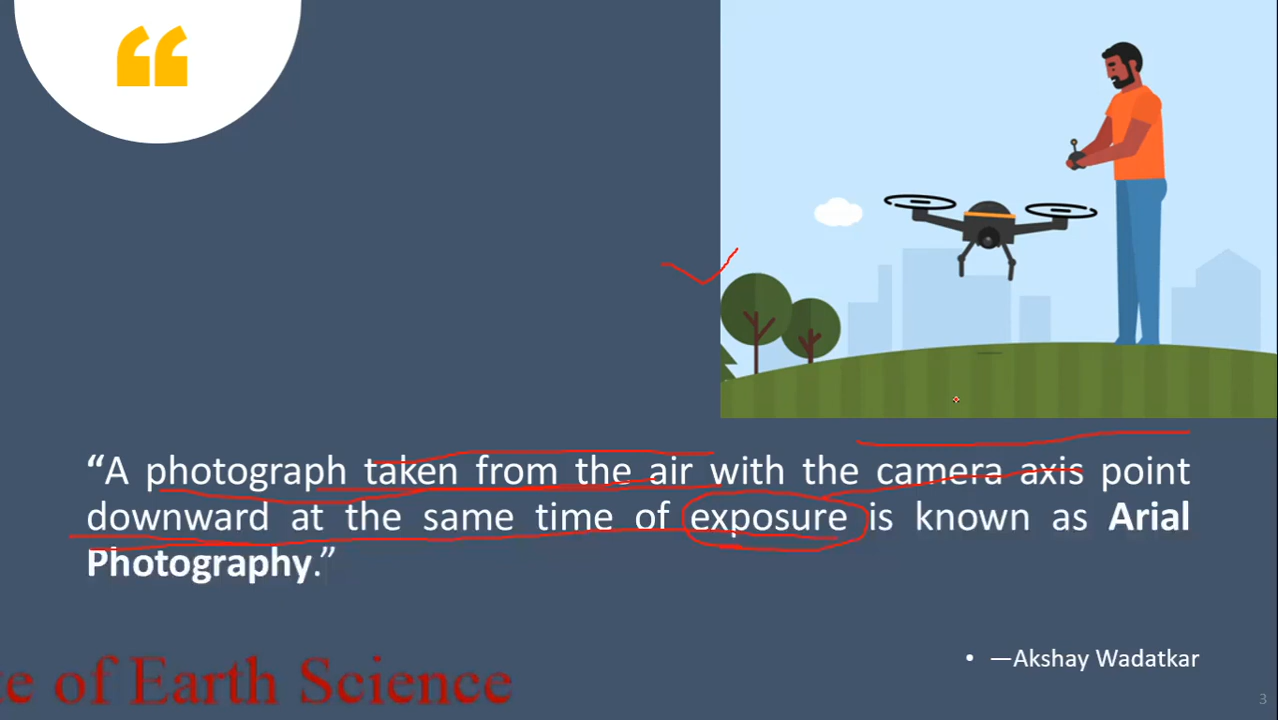 “A photograph taken from the air with the camera axis point
downward at the same time of exposure is known as Arial
Photography.”
• —Akshay Wadatkar
te of Earth Science
3